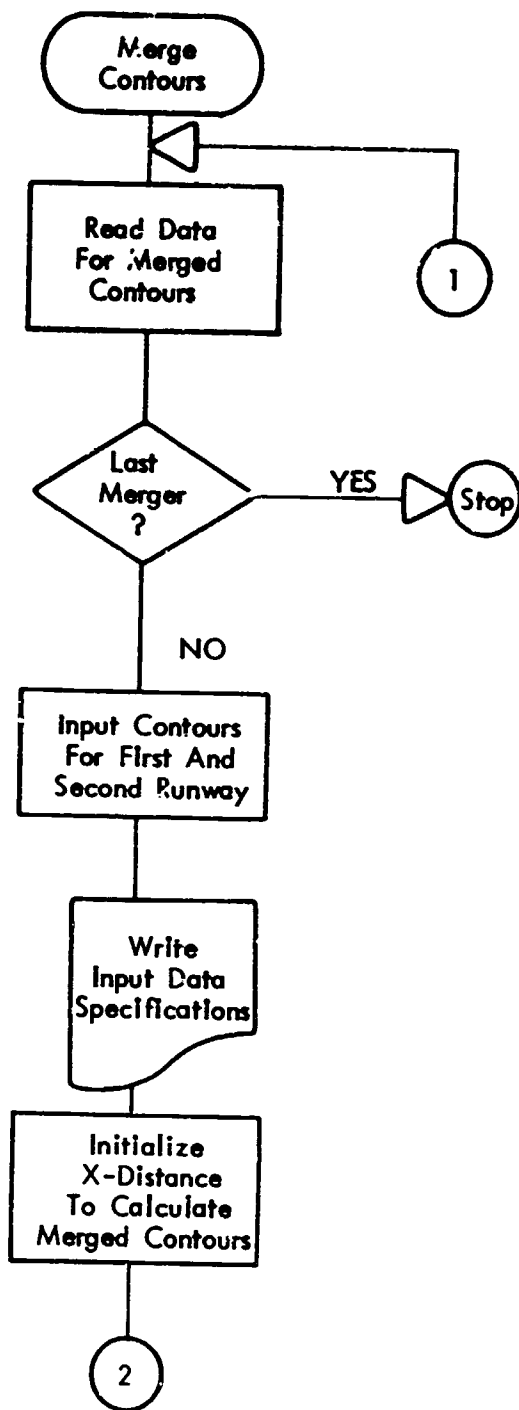 Merge
Contours
Read Data
For Merged
Contours
1
Last
Merger
?
YES
Stop
NO
Input Contours
For First And
Second Runway
Write
Input Data
Specifications
Initialize
X-Distance
To Calculate
Merged Contours
2